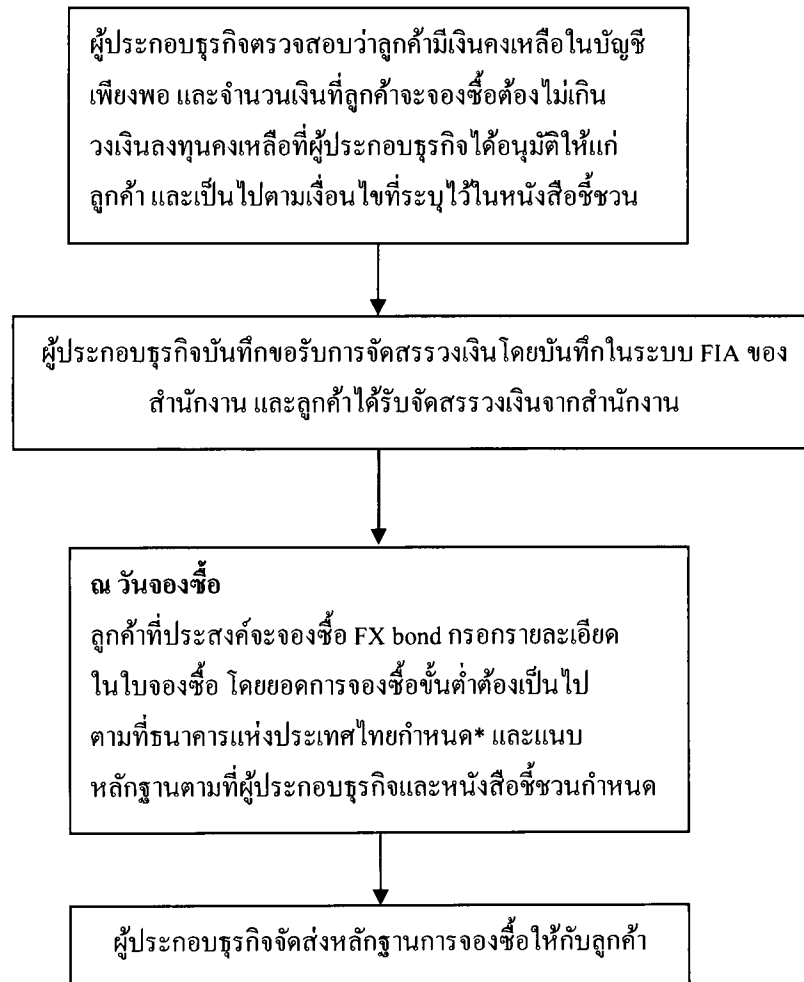 ผู้ประกอบธุรกิจตรวจสอบว่าลูกค้ามีเงินคงเหลือในบัญชี
เพียงพอ และจำนวนเงินที่ลูกค้าจะจองซื้อต้องไม่เกิน
วงเงินลงทุนคงเหลือที่ผู้ประกอบธุรกิจได้อนุมัติให้แก่
ลูกค้า และเป็นไปตามเงื่อนไขที่ระบุไว้ในหนังสือชี้ชวน
ผู้ประกอบธุรกิจบันทึกขอรับการจัดสรรวงเงินโดยบันทึกในระบบ FIA ของ
สำนักงาน และลูกค้าได้รับจัดสรรวงเงินจากสำนักงาน
ณ วันจองซื้อ
ลูกค้าที่ประสงค์จะจองซื้อ FX bond กรอกรายละเอียด
ในใบจองซื้อ โดยยอดการจองซื้อขั้นต่ำต้องเป็นไป
ตามที่ธนาคารแห่งประเทศไทยกำหนด* และแนบ
หลักฐานตามที่ผู้ประกอบธุรกิจและหนังสือชี้ชวนกำหนด
ผู้ประกอบธุรกิจจัดส่งหลักฐานการจองซื้อให้กับลูกค้า